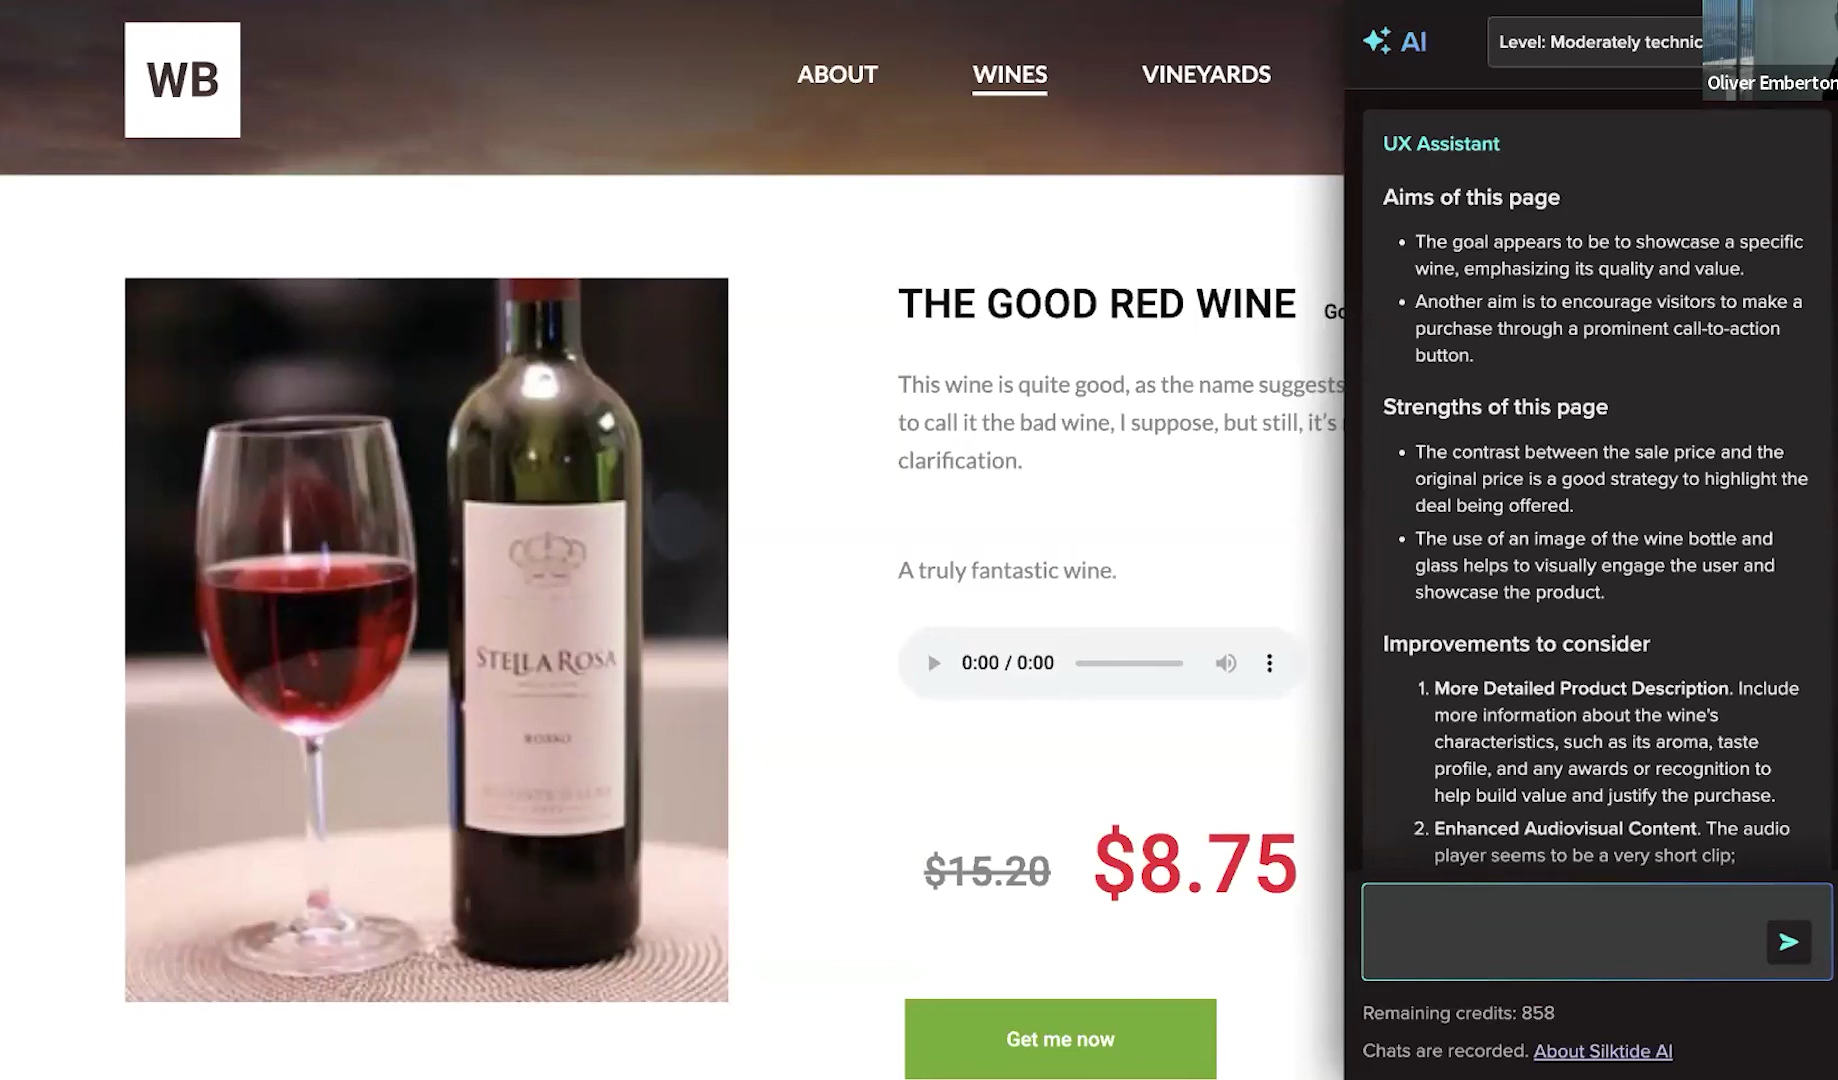 WB
ABOUT
WINES
VINEYARDS
THE GOOD RED WINE
Go
This wine is quite good, as the name suggests
to call it the bad wine, I suppose, but still, it's
clarification.
A truly fantastic wine.
0:00 / 0:00
$15.20
$8.75
Get me now
STELLA ROSA
ROSSO
AI
Level: Moderately technic
Oliver Emberton
UX Assistant
Aims of this page
• The goal appears to be to showcase a specific
wine, emphasizing its quality and value.
• Another aim is to encourage visitors to make a
purchase through a prominent call-to-action
button.
Strengths of this page
• The contrast between the sale price and the
original price is a good strategy to highlight the
deal being offered.
• The use of an image of the wine bottle and
glass helps to visually engage the user and
showcase the product.
Improvements to consider
1. More Detailed Product Description. Include
more information about the wine's
characteristics, such as its aroma, taste
profile, and any awards or recognition to
help build value and justify the purchase.
2. Enhanced Audiovisual Content. The audio
player seems to be a very short clip;
Remaining credits: 858
Chats are recorded. About Silktide AI